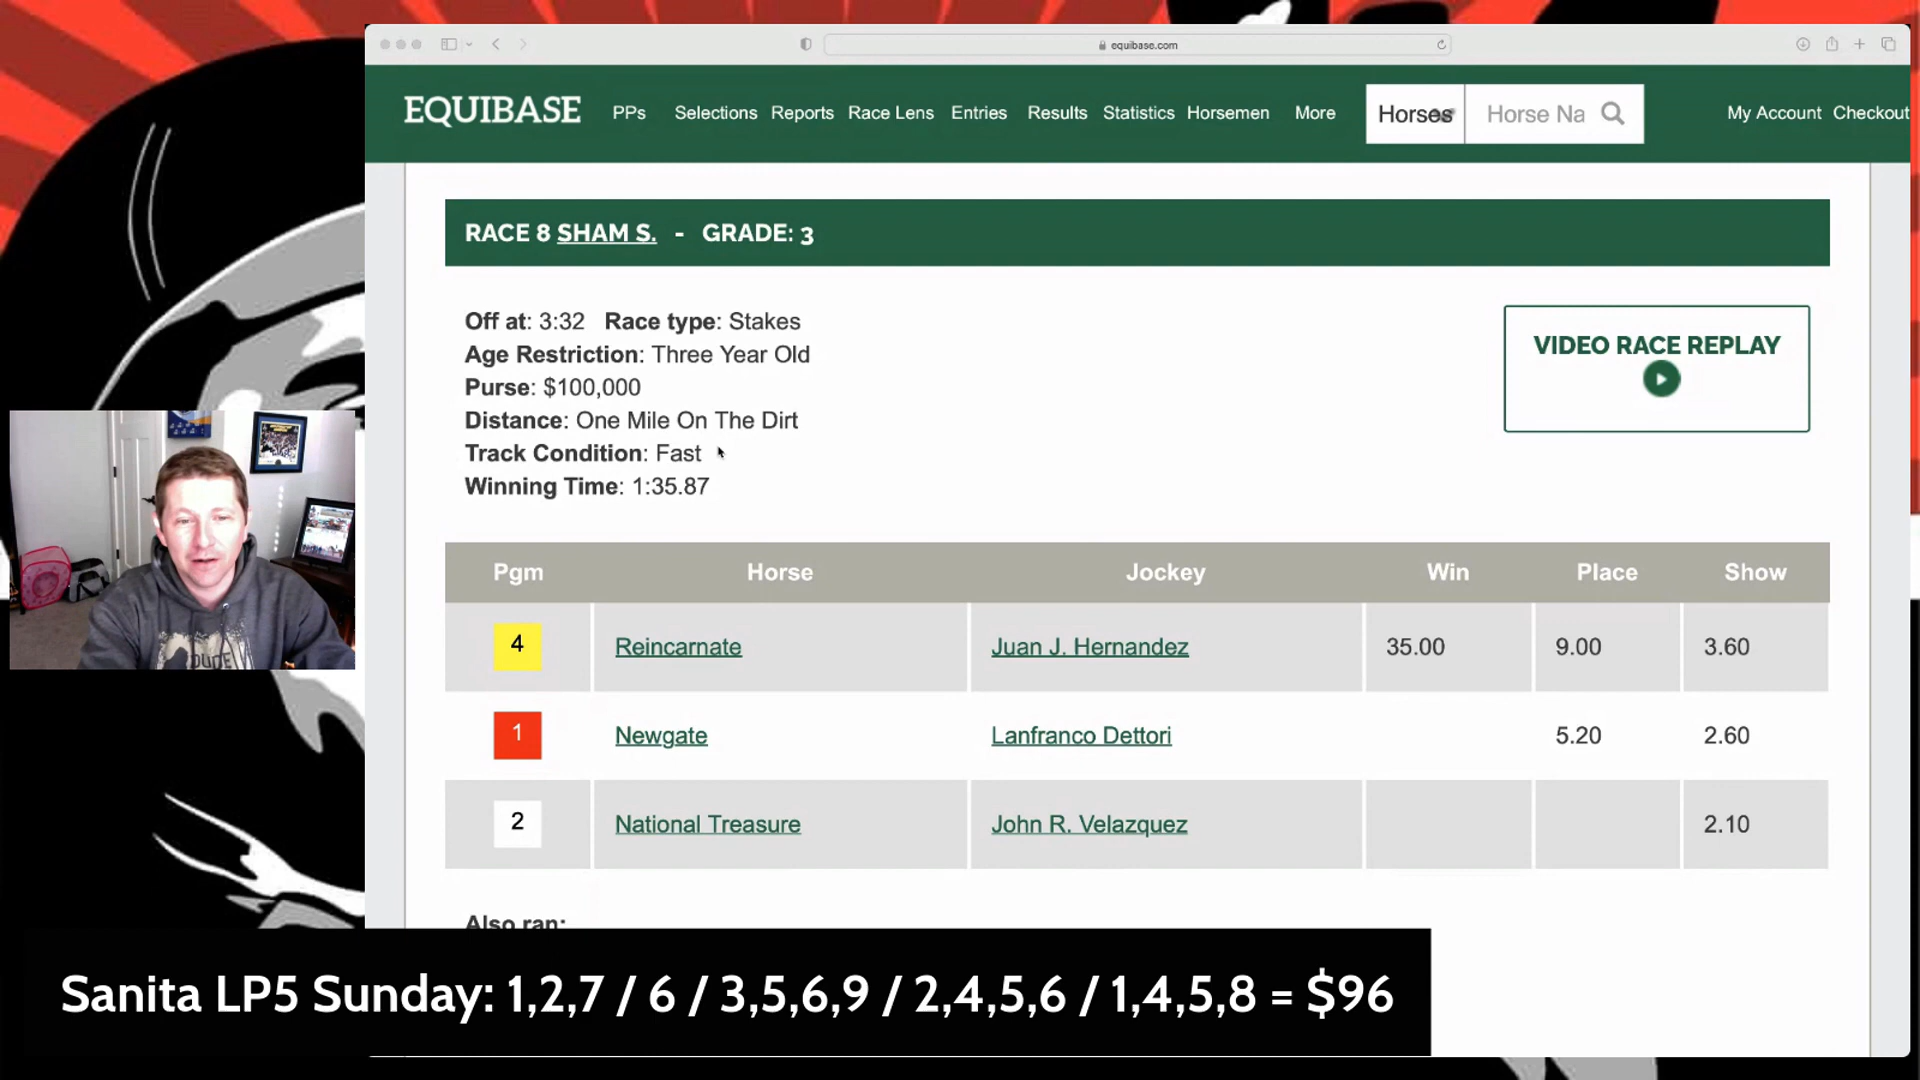 equibase.com
EQUIBASE PPs Selections Reports Race Lens Entries Results Statistics Horsemen More Horses Horse Na My Account Checkout
RACE 8 SHAM S. - GRADE: 3
Off at: 3:32 Race type: Stakes
Age Restriction: Three Year Old
Purse: $100,000
Distance: One Mile On The Dirt
Track Condition: Fast
Winning Time: 1:35.87
VIDEO RACE REPLAY
Pgm Horse Jockey Win Place Show
4 Reincarnate Juan J. Hernandez 35.00 9.00 3.60
1 Newgate Lanfranco Dettori 5.20 2.60
2 National Treasure John R. Velazquez 2.10
Also ran:
DUDE
Sanita LP5 Sunday: 1,2,7 / 6 / 3,5,6,9 / 2,4,5,6 / 1,4,5,8 = $96